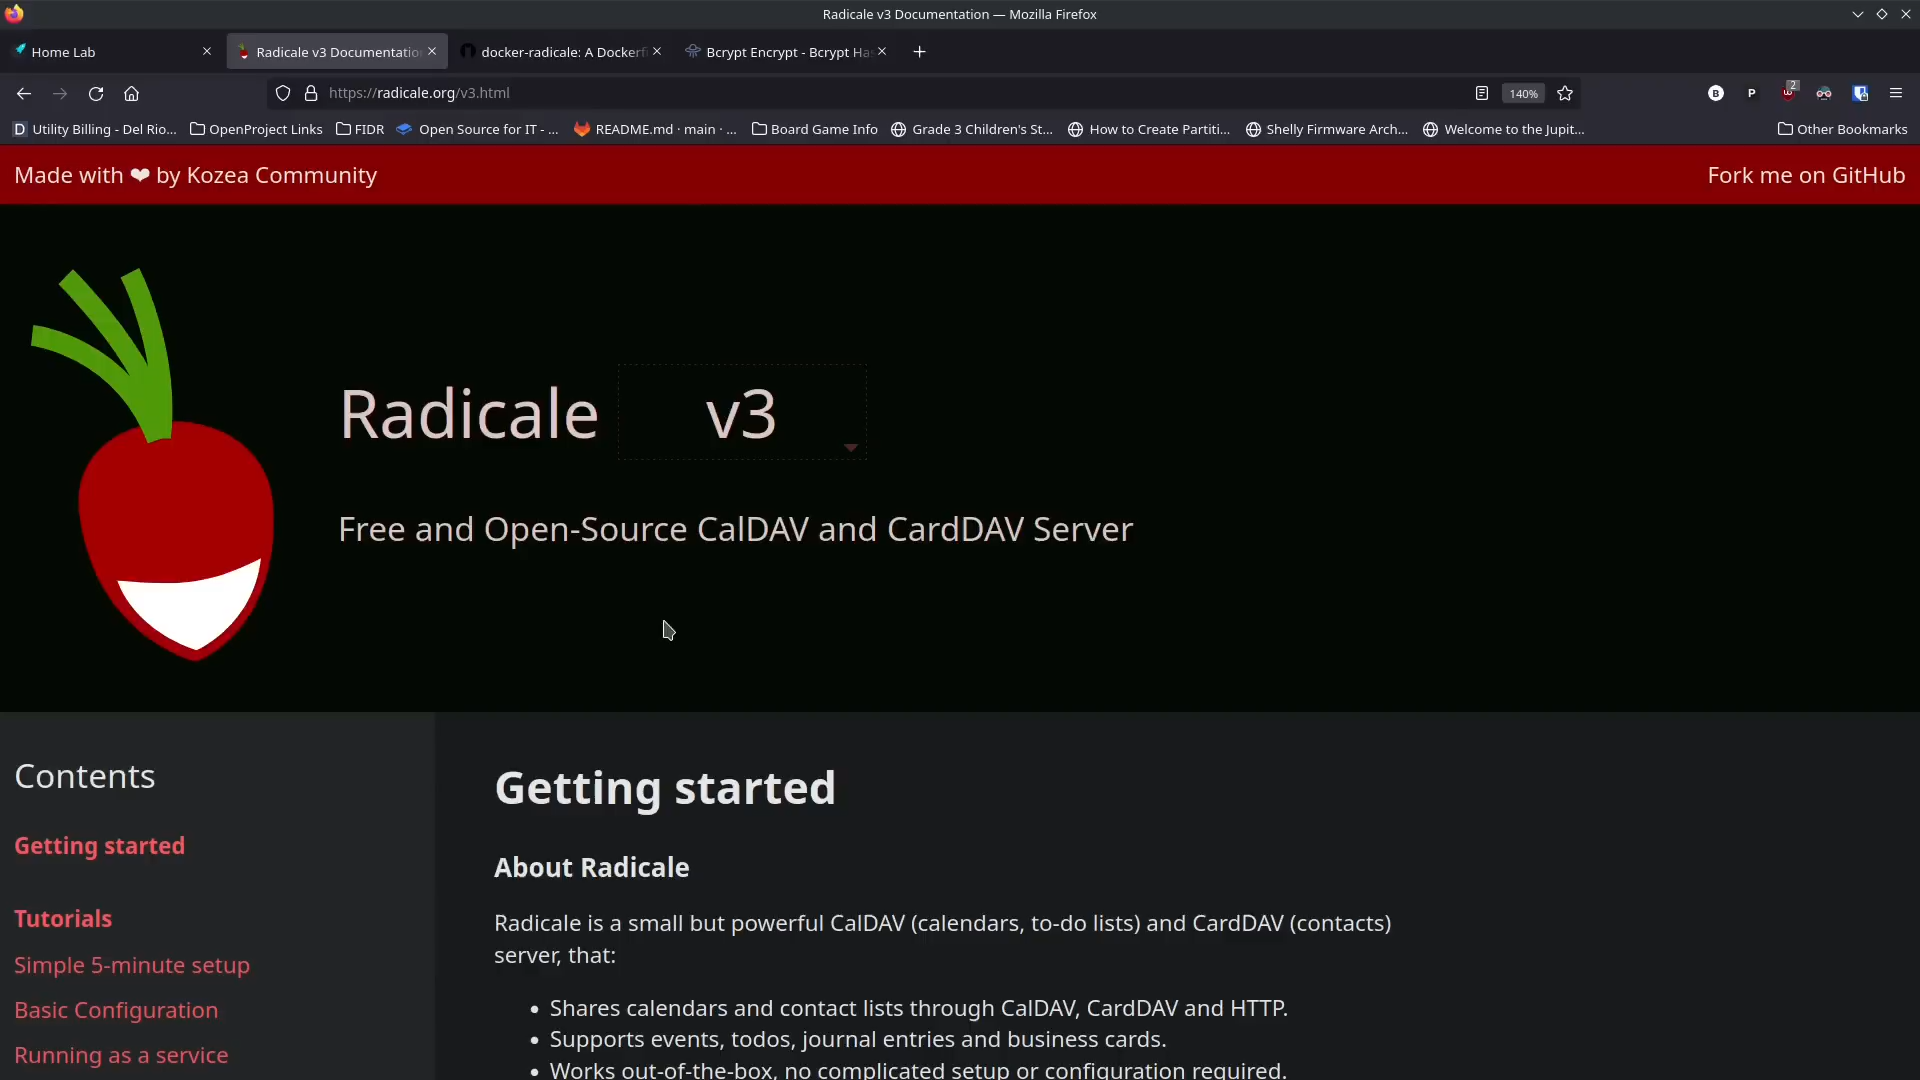 Radicale v3 Documentation — Mozilla Firefox
Home Lab
Radicale v3 Documentatio
docker-radicale: A Dockerf
Bcrypt Encrypt - Bcrypt Has
https://radicale.org/v3.html
140%
B
P
2
Utility Billing - Del Rio...
OpenProject Links
FIDR
Open Source for IT - ...
README.md · main · ...
Board Game Info
Grade 3 Children's St...
How to Create Partiti...
Shelly Firmware Arch...
Welcome to the Jupit...
Other Bookmarks
Made with ❤ by Kozea Community
Fork me on GitHub
Radicale v3
Free and Open-Source CalDAV and CardDAV Server
Contents
Getting started
Tutorials
Simple 5-minute setup
Basic Configuration
Running as a service
Getting started
About Radicale
Radicale is a small but powerful CalDAV (calendars, to-do lists) and CardDAV (contacts)
server, that:
• Shares calendars and contact lists through CalDAV, CardDAV and HTTP.
• Supports events, todos, journal entries and business cards.
• Works out-of-the-box, no complicated setup or configuration required.